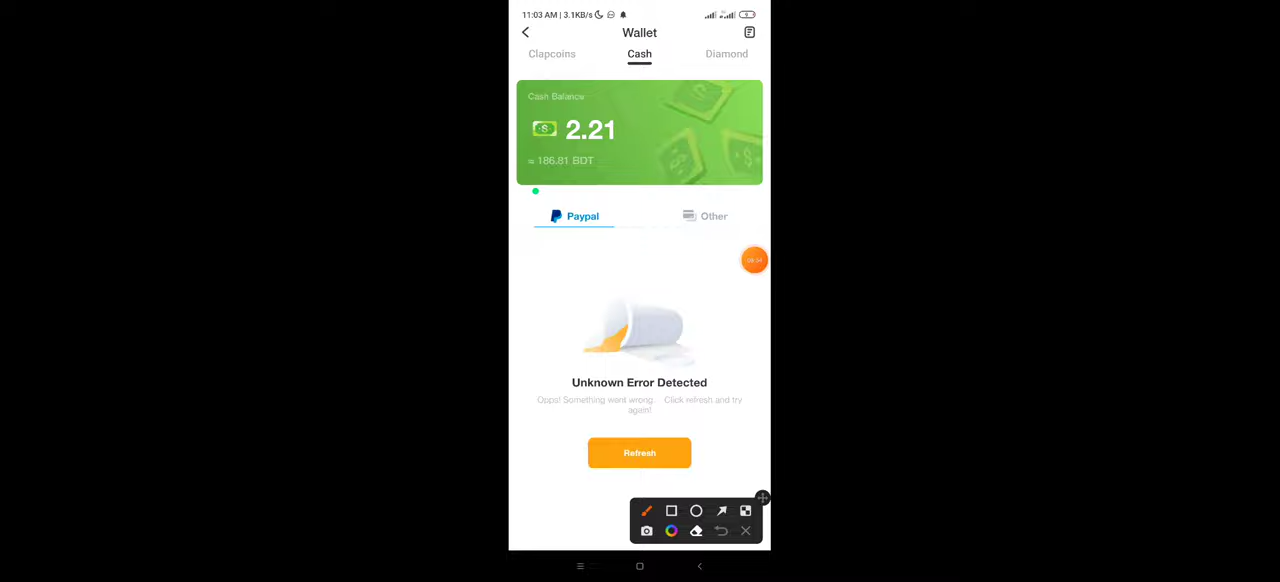 11:03 AM | 3.1KB/s
Wallet
Clapcoins Cash Diamond
Cash Balance
2.21
≈ 186.81 BDT
Paypal Other
Unknown Error Detected
Opps! Something went wrong. Click refresh and try
again!
Refresh